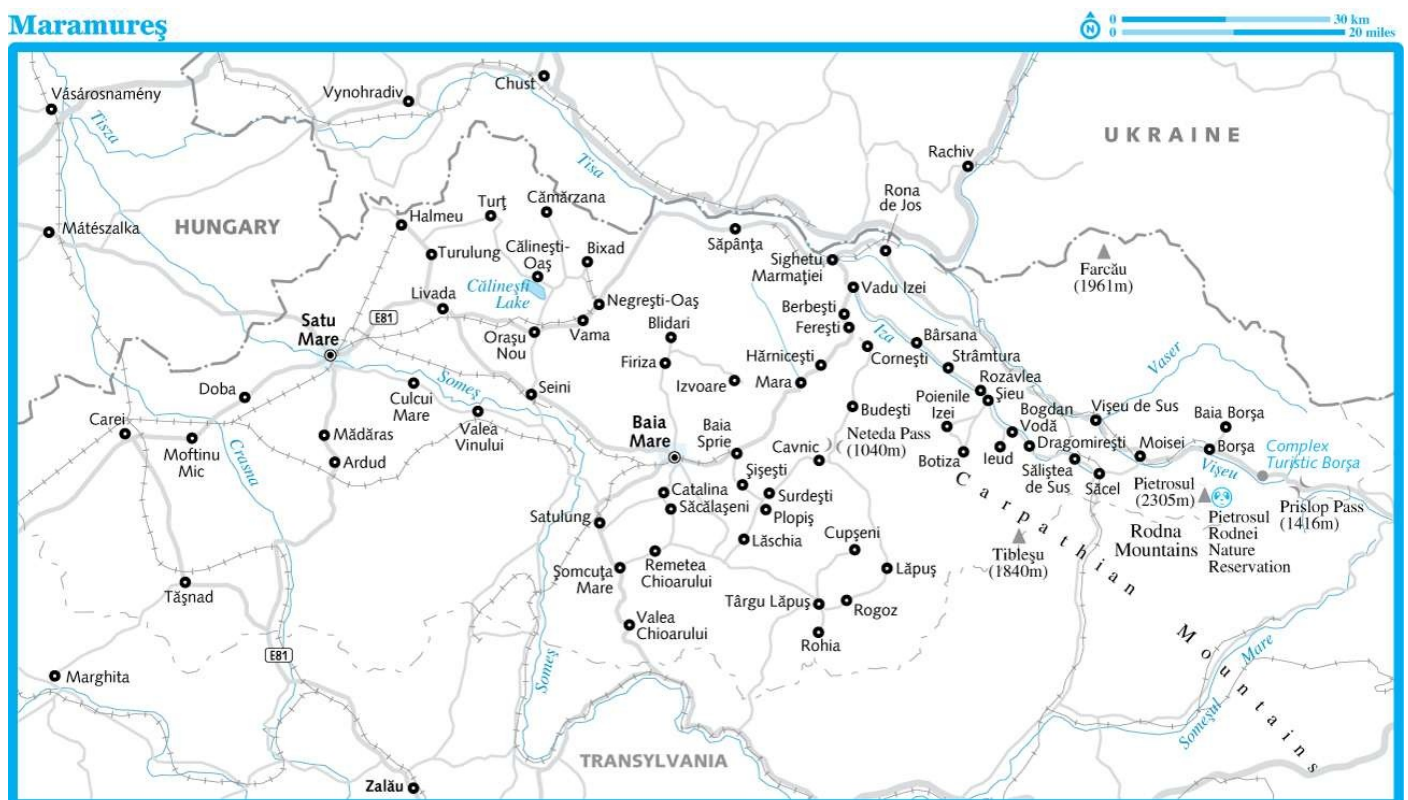 Maramureş
N
0
30 km
0
20 miles
Vásárosnamény
Vynohradiv
Chust
Tisza
Tisa
UKRAINE
Rachiv
Rona
de Jos
HUNGARY
Mátészalka
Halmeu
Turţ
Cămărzana
Săpânţa
Turulung
Călineşti-
Oaş
Bixad
Sighetu
Marmaţiei
Farcău
(1961m)
Călineşti
Lake
Livada
Negreşti-Oaş
Vadu Izei
Satu
Mare
E81
Oraşu
Nou
Vama
Blidari
Berbeşti
Fereşti
Iza
Bârsana
Vaser
Firiza
Hărniceşti
Corneşti
Strâmtura
Doba
Culcui
Mare
Someş
Seini
Izvoare
Mara
Rozavlea
Şieu
Carei
Valea
Vinului
Budeşti
Poienile
Izei
Bogdan
Vodă
Vişeu de Sus
Baia Borşa
Moftinu
Mic
Crasna
Mădăras
Baia
Mare
Baia
Sprie
Cavnic
Neteda Pass
(1040m)
Dragomireşti
Moisei
Borşa
Complex
Turistic Borşa
Ardud
Şişeşti
Botiza
Ieud
Săliştea
de Sus
Săcel
Vişeu
Catalina
Săcălaşeni
Surdeşti
Plopiş
Carpathian
Pietrosul
(2305m)
Prislop Pass
(1416m)
Satulung
Lăschia
Cupşeni
Tibleşu
(1840m)
Rodna
Mountains
Pietrosul
Rodnei
Nature
Reservation
Şomcuţa
Mare
Remetea
Chioarului
Lăpuş
Tăşnad
Târgu Lăpuş
Rogoz
Valea
Chioarului
Rohia
Mountains
E81
Someş
Someşul Mare
Marghita
TRANSYLVANIA
Zalău